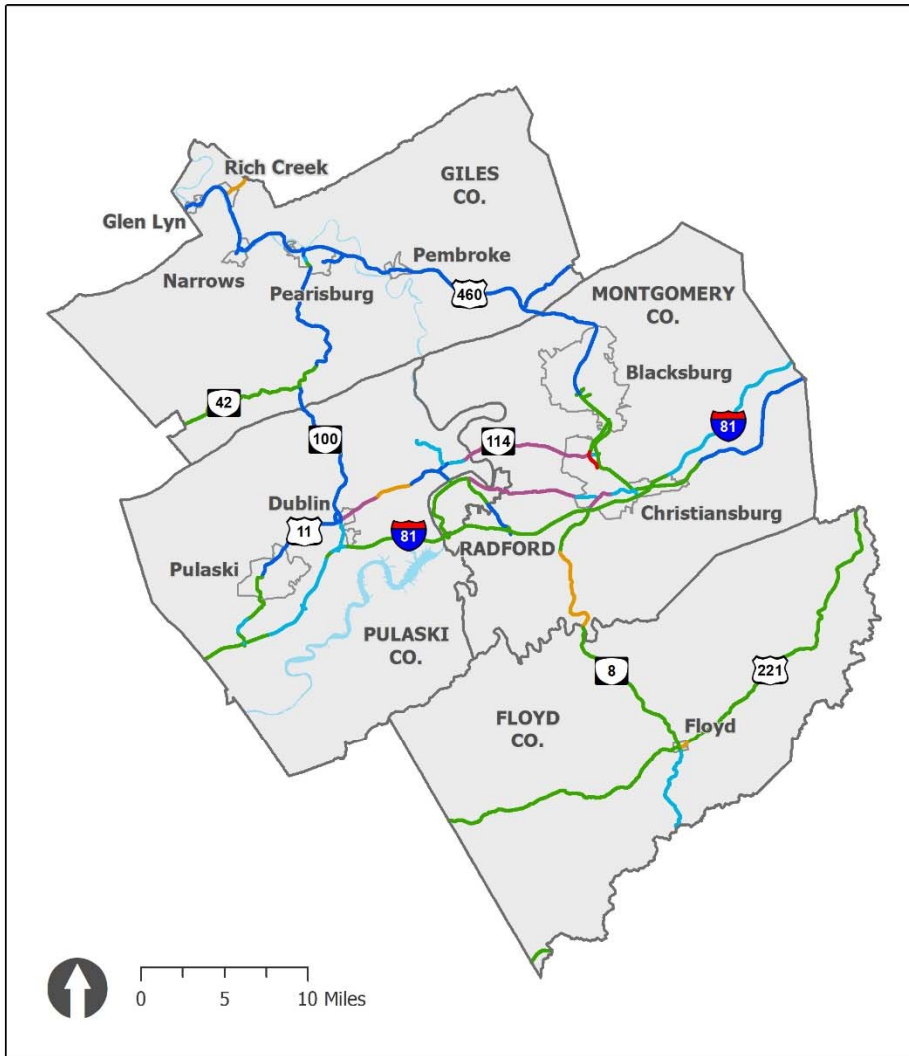 Rich Creek
GILES
CO.
Glen Lyn
Narrows
Pearisburg
Pembroke
460
MONTGOMERY
CO.
Blacksburg
42
100
114
81
Dublin
11
81
Christiansburg
Pulaski
RADFORD
PULASKI
CO.
8
221
FLOYD
CO.
Floyd
0 5 10 Miles